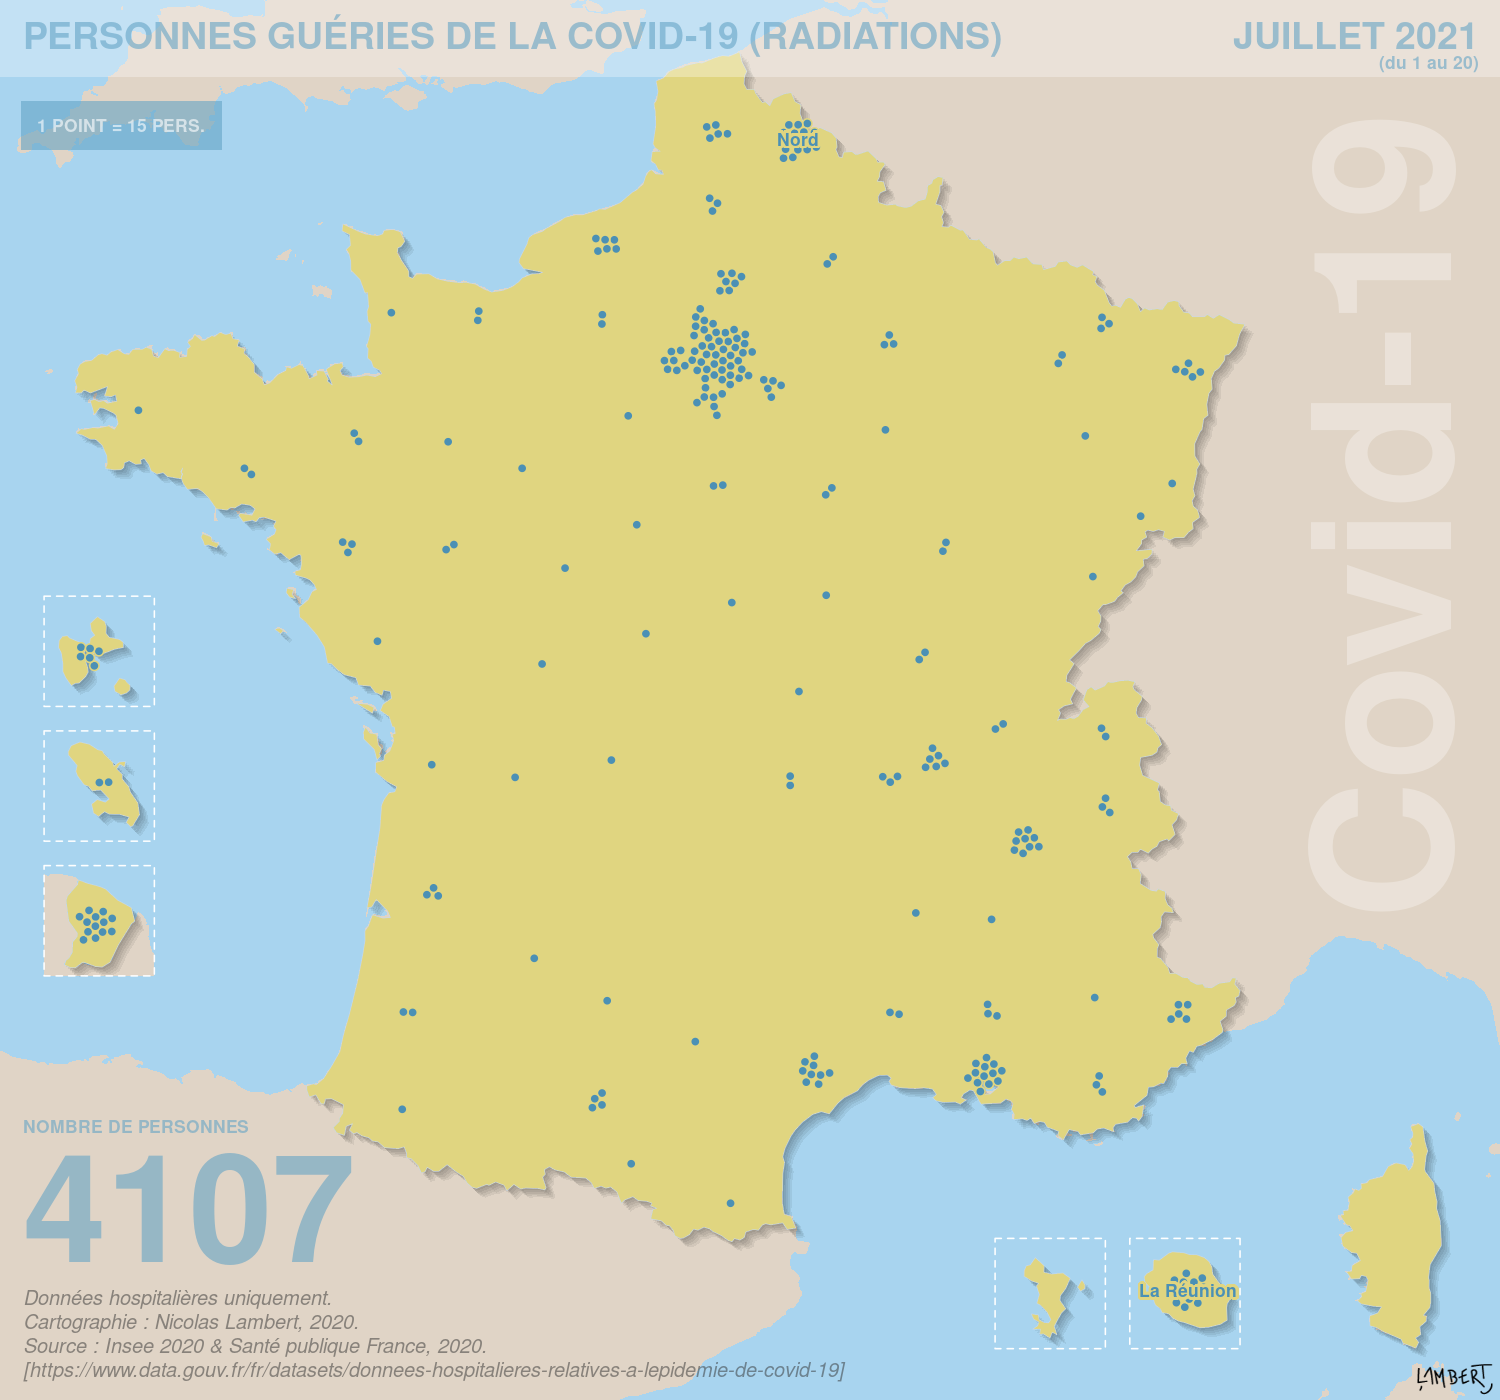 PERSONNES GUÉRIES DE LA COVID-19 (RADIATIONS)
JUILLET 2021
(du 1 au 20)
1 POINT = 15 PERS.
Nord
Covid-19
La Réunion
NOMBRE DE PERSONNES
4107
Données hospitalières uniquement.
Cartographie : Nicolas Lambert, 2020.
Source : Insee 2020 & Santé publique France, 2020.
[https://www.data.gouv.fr/fr/datasets/donnees-hospitalieres-relatives-a-lepidemie-de-covid-19]
LAMBERT